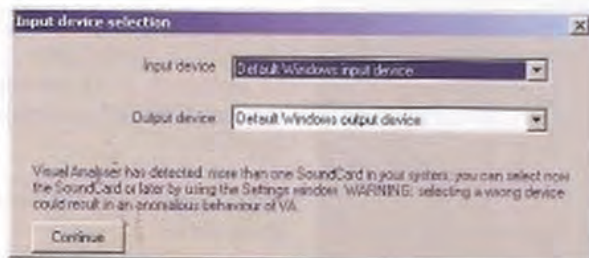 Input device selection
Input device
Default Windows input device
Output device
Default Windows output device
Visual Analyser has detected more than one SoundCard in your system; you can select now
the SoundCard or later by using the Settings window. WARNING: selecting a wrong device
could result in an anomalous behaviour of VA.
Continue